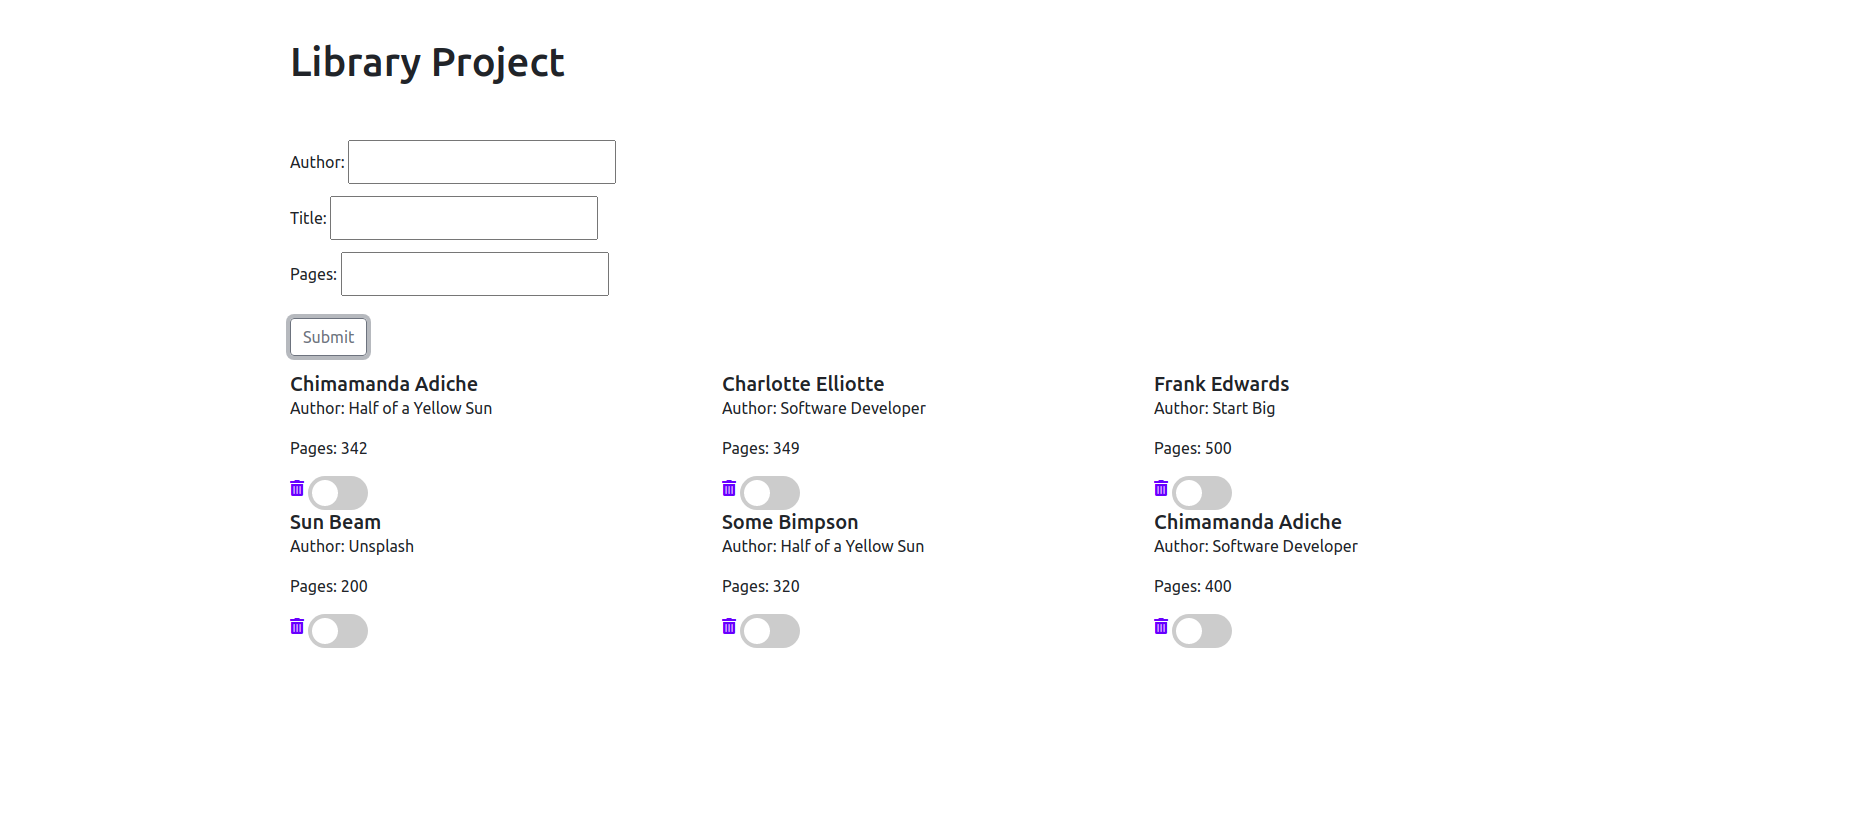 Library Project
Author:
Title:
Pages:
Submit
Chimamanda Adiche
Author: Half of a Yellow Sun
Pages: 342
Charlotte Elliotte
Author: Software Developer
Pages: 349
Frank Edwards
Author: Start Big
Pages: 500
Sun Beam
Author: Unsplash
Pages: 200
Some Bimpson
Author: Half of a Yellow Sun
Pages: 320
Chimamanda Adiche
Author: Software Developer
Pages: 400